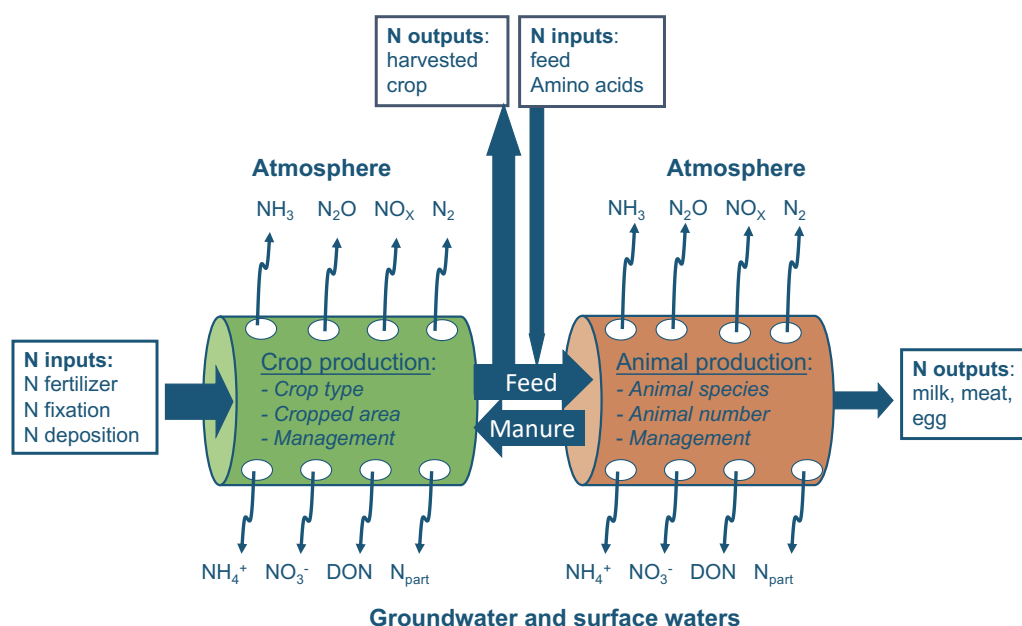 N outputs:
harvested
crop
N inputs:
feed
Amino acids
Atmosphere
Atmosphere
NH₃ N₂O NOₓ N₂
NH₃ N₂O NOₓ N₂
N inputs:
N fertilizer
N fixation
N deposition
Crop production:
- Crop type
- Cropped area
- Management
Feed
Manure
Animal production:
- Animal species
- Animal number
- Management
N outputs:
milk, meat,
egg
NH₄⁺ NO₃⁻ DON Nₚₐᵣₜ
NH₄⁺ NO₃⁻ DON Nₚₐᵣₜ
Groundwater and surface waters